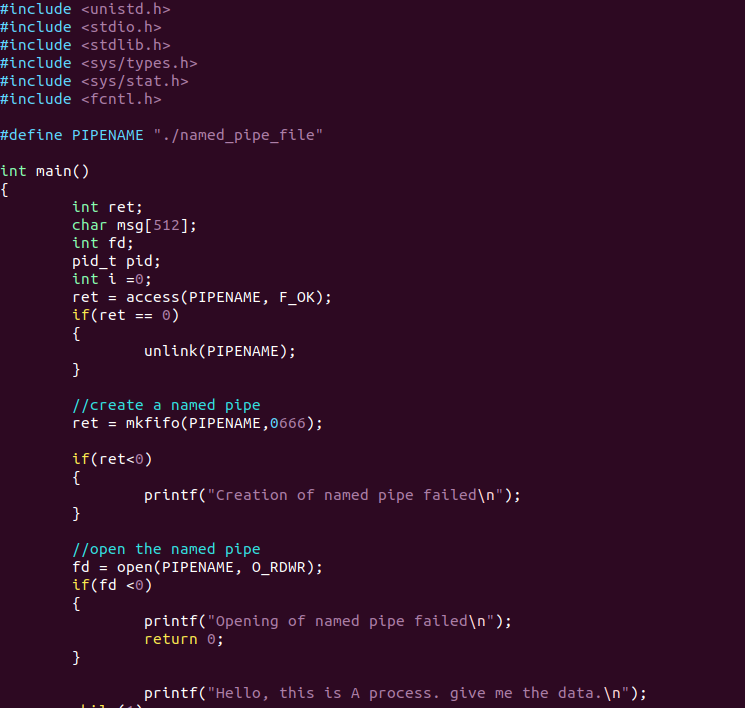 #include <unistd.h>
#include <stdio.h>
#include <stdlib.h>
#include <sys/types.h>
#include <sys/stat.h>
#include <fcntl.h>

#define PIPENAME "./named_pipe_file"

int main()
{
        int ret;
        char msg[512];
        int fd;
        pid_t pid;
        int i =0;
        ret = access(PIPENAME, F_OK);
        if(ret == 0)
        {
                unlink(PIPENAME);
        }

        //create a named pipe
        ret = mkfifo(PIPENAME,0666);

        if(ret<0)
        {
                printf("Creation of named pipe failed\n");
        }

        //open the named pipe
        fd = open(PIPENAME, O_RDWR);
        if(fd <0)
        {
                printf("Opening of named pipe failed\n");
                return 0;
        }

                printf("Hello, this is A process. give me the data.\n");